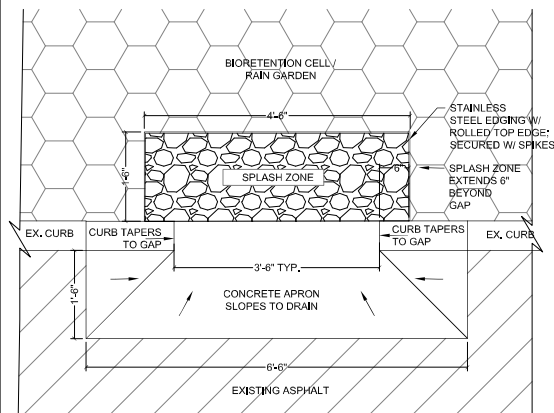 BIORETENTION CELL/
RAIN GARDEN
4'-6"
STAINLESS
STEEL EDGING W/
ROLLED TOP EDGE;
SECURED W/ SPIKES
1'-6"
SPLASH ZONE
6"
SPLASH ZONE
EXTENDS 6"
BEYOND
GAP
EX. CURB
CURB TAPERS
TO GAP
CURB TAPERS
TO GAP
EX. CURB
3'-6" TYP.
1'-6"
CONCRETE APRON
SLOPES TO DRAIN
6'-6"
EXISTING ASPHALT